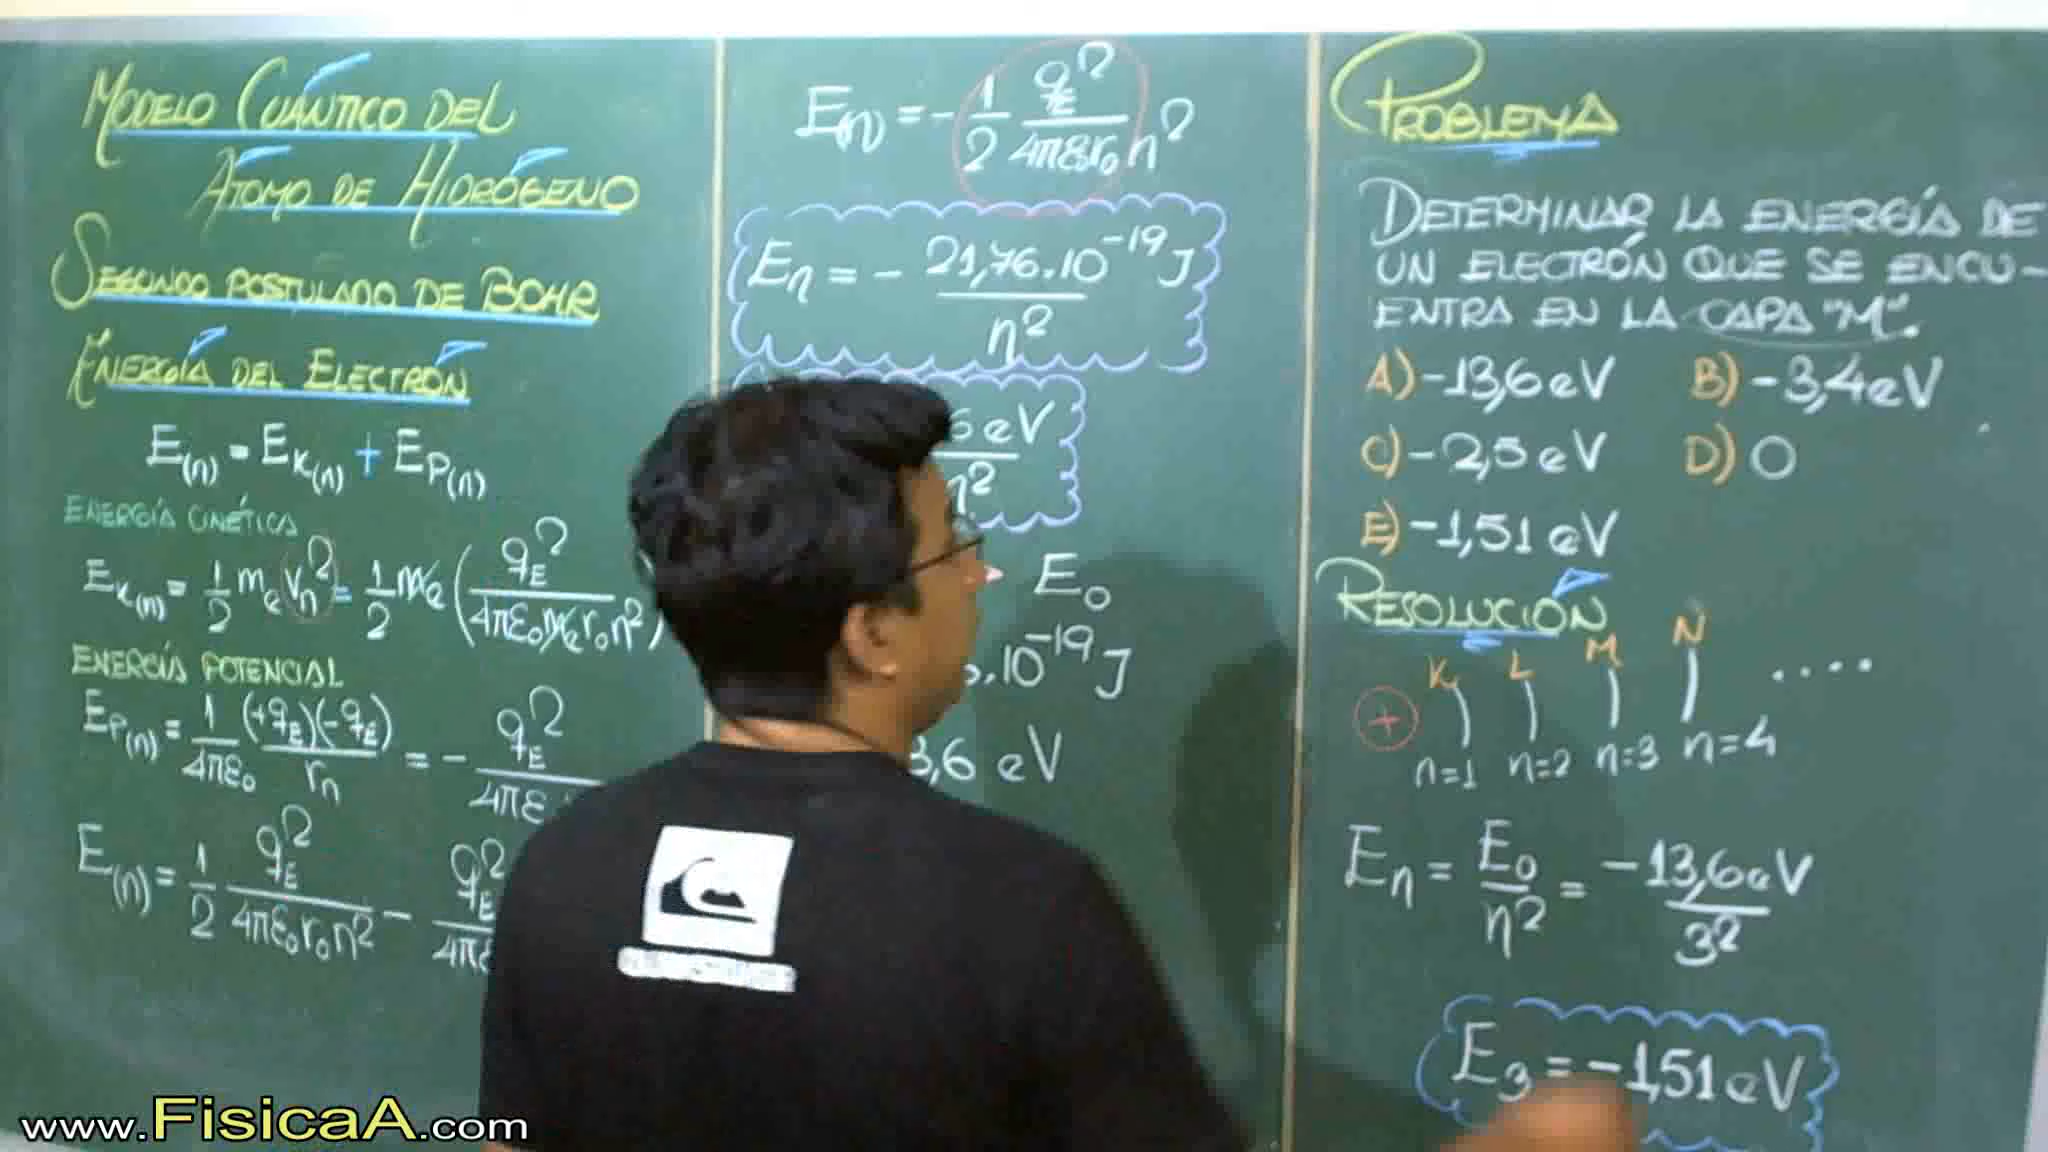 MODELO CUÁNTICO DEL
ÁTOMO DE HIDRÓGENO
SEGUNDO POSTULADO DE BOHR
ENERGÍA DEL ELECTRÓN
E(n) = EK(n) + EP(n)
ENERGÍA CINÉTICA
EK(n) = 1/2 me vn² = 1/2 me (qE² / 4πε0 me r0 n²)
ENERGÍA POTENCIAL
EP(n) = 1/4πε0 (+qE)(-qE)/rn = - qE²/4πε
E(n) = 1/2 qE²/4πε0 r0 n² - qE²/4πε
E(n) = - 1/2 qE²/4πε0 r0 n²
En = - 21,76.10⁻¹⁹ J / n²
6 eV
n²
E0
.10⁻¹⁹ J
3,6 eV
PROBLEMA
DETERMINAR LA ENERGÍA DE
UN ELECTRÓN QUE SE ENCU-
ENTRA EN LA CAPA "M".
A) -13,6 eV B) -3,4 eV
C) -2,5 eV D) 0
E) -1,51 eV
RESOLUCIÓN
K L M N ....
+
n=1 n=2 n=3 n=4
En = E0/n² = -13,6 eV / 3²
E3 = -1,51 eV
www.FisicaA.com